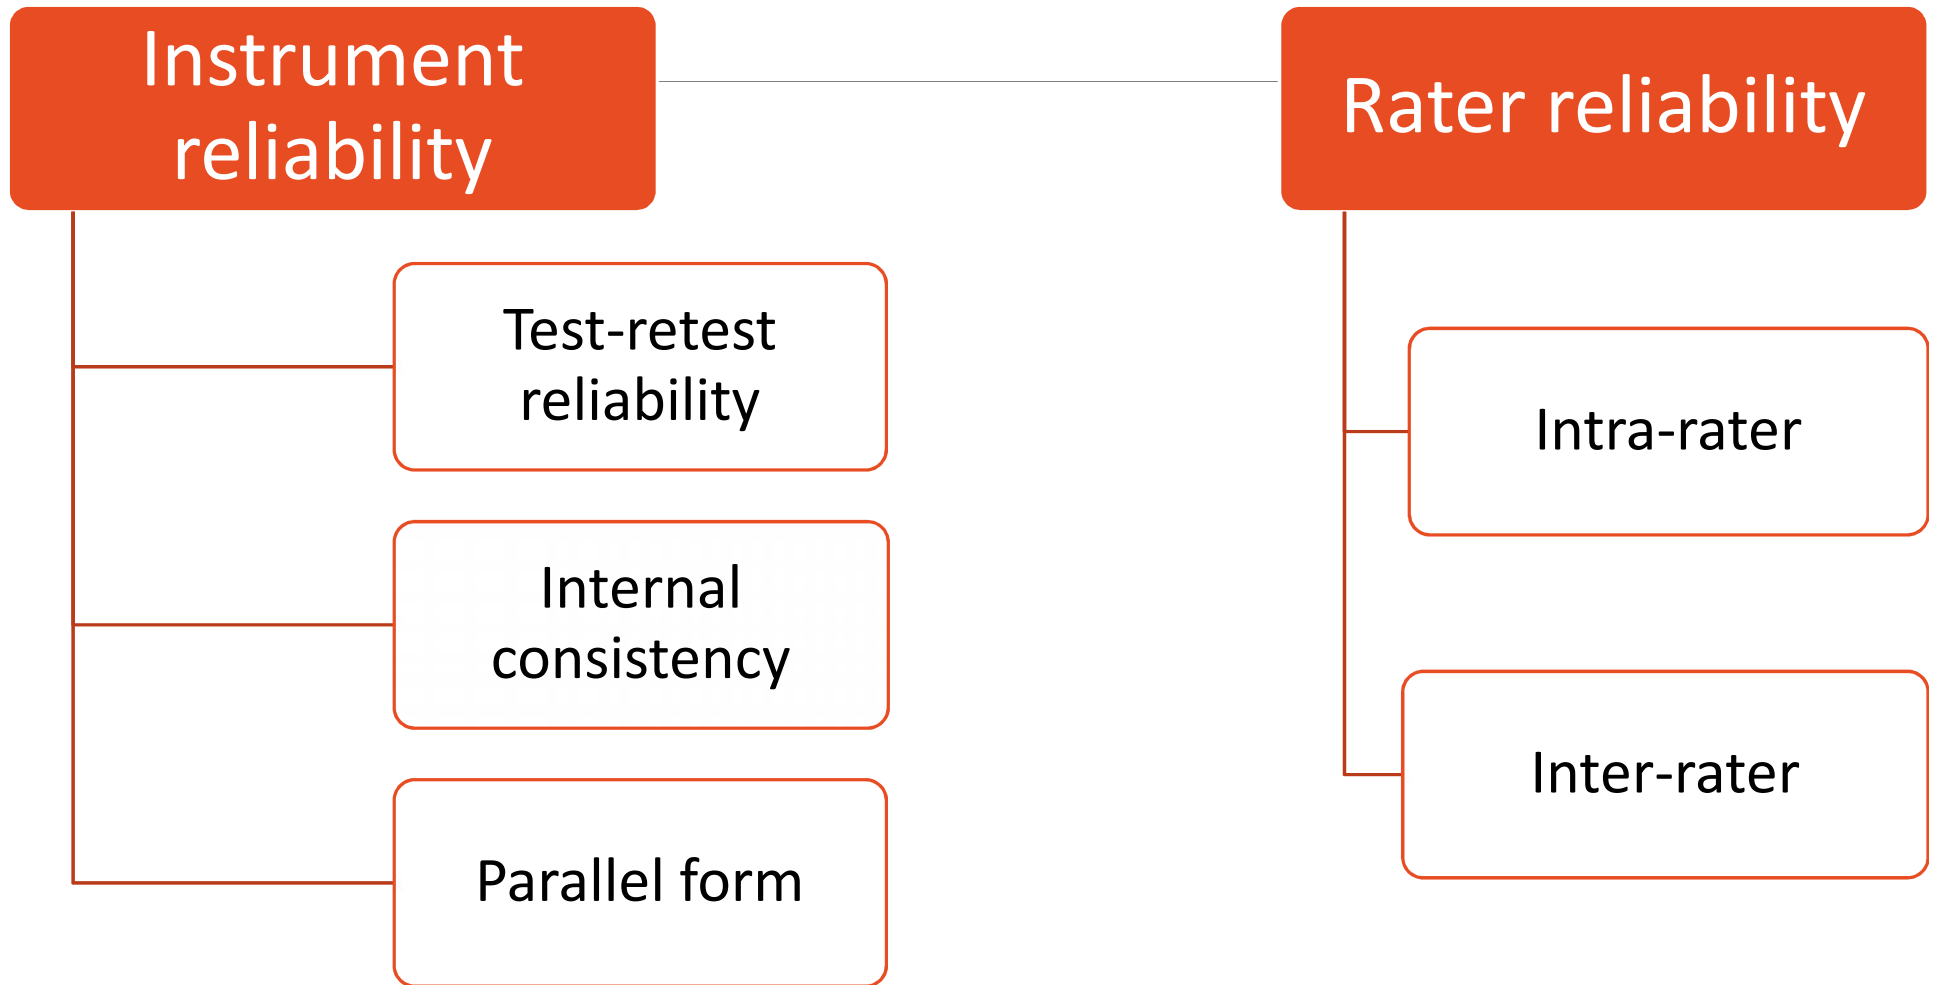 Instrument
reliability
Test-retest
reliability
Internal
consistency
Parallel form
Rater reliability
Intra-rater
Inter-rater